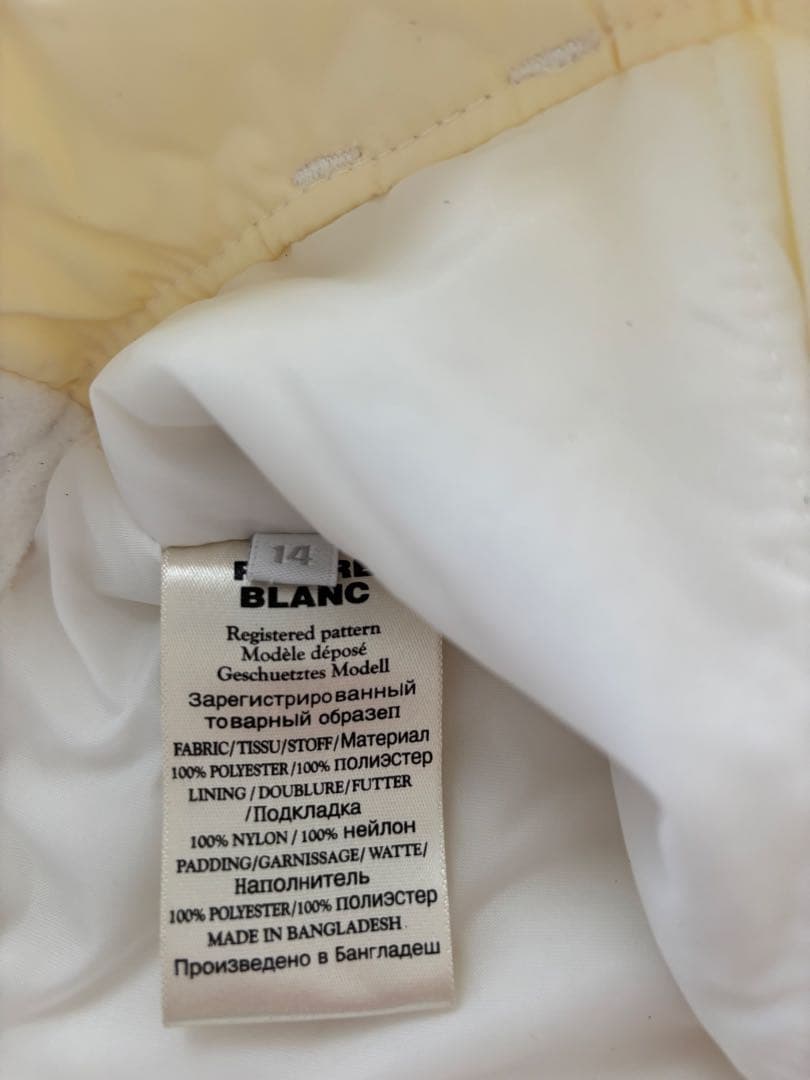 14
BLANC
Registered pattern
Modèle déposé
Geschuetztes Modell
Зарегистрированный
товарный образеп
FABRIC/TISSU/STOFF/Материал
100% POLYESTER/100% полиэстер
LINING/DOUBLURE/FUTTER
/Подкладка
100% NYLON/100% нейлон
PADDING/GARNISSAGE/WATTE/
Наполнитель
100% POLYESTER/100% полиэстер
MADE IN BANGLADESH
Произведено в Бангладеш